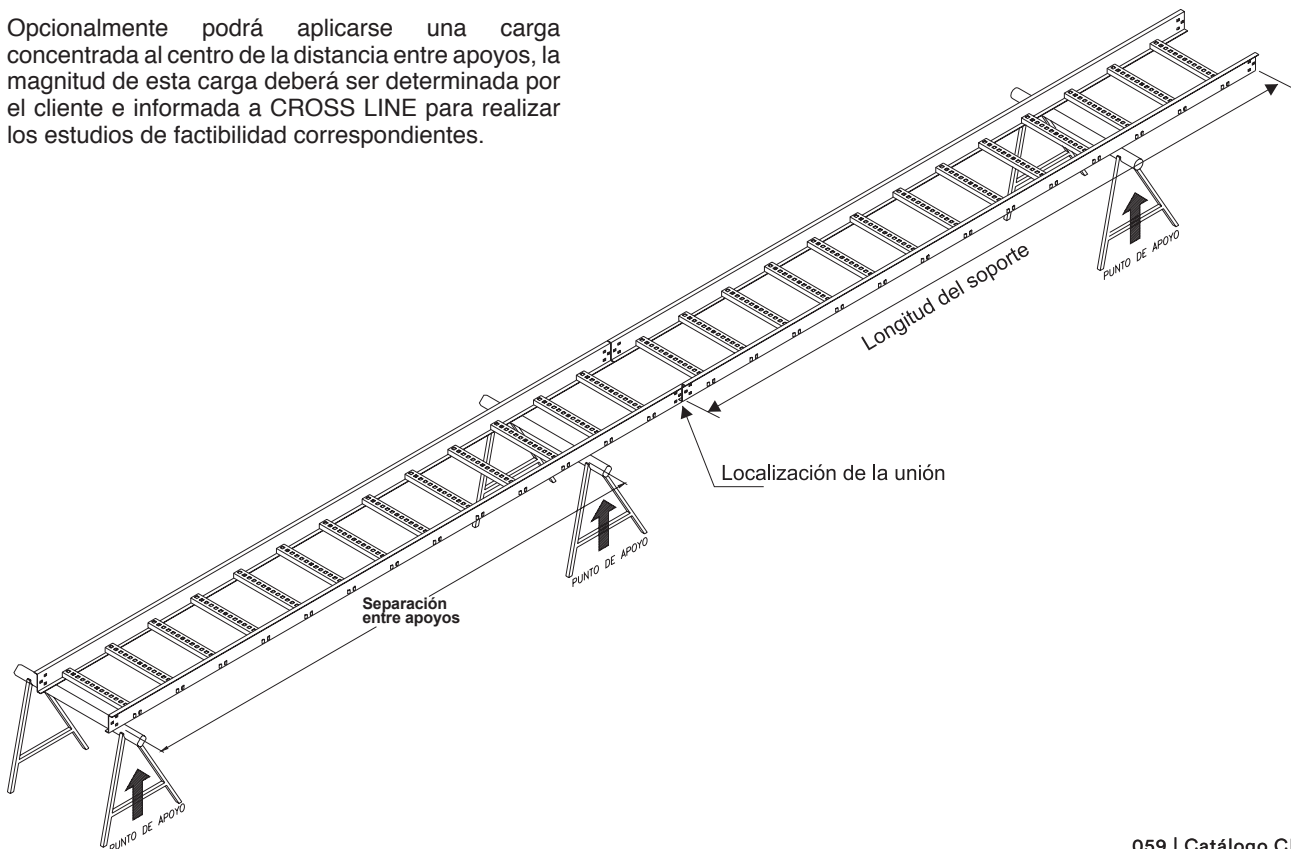 Opcionalmente podrá aplicarse una carga
concentrada al centro de la distancia entre apoyos, la
magnitud de esta carga deberá ser determinada por
el cliente e informada a CROSS LINE para realizar
los estudios de factibilidad correspondientes.
PUNTO DE APOYO
Longitud del soporte
Localización de la unión
PUNTO DE APOYO
Separación
entre apoyos
PUNTO DE APOYO
059 | Catálogo